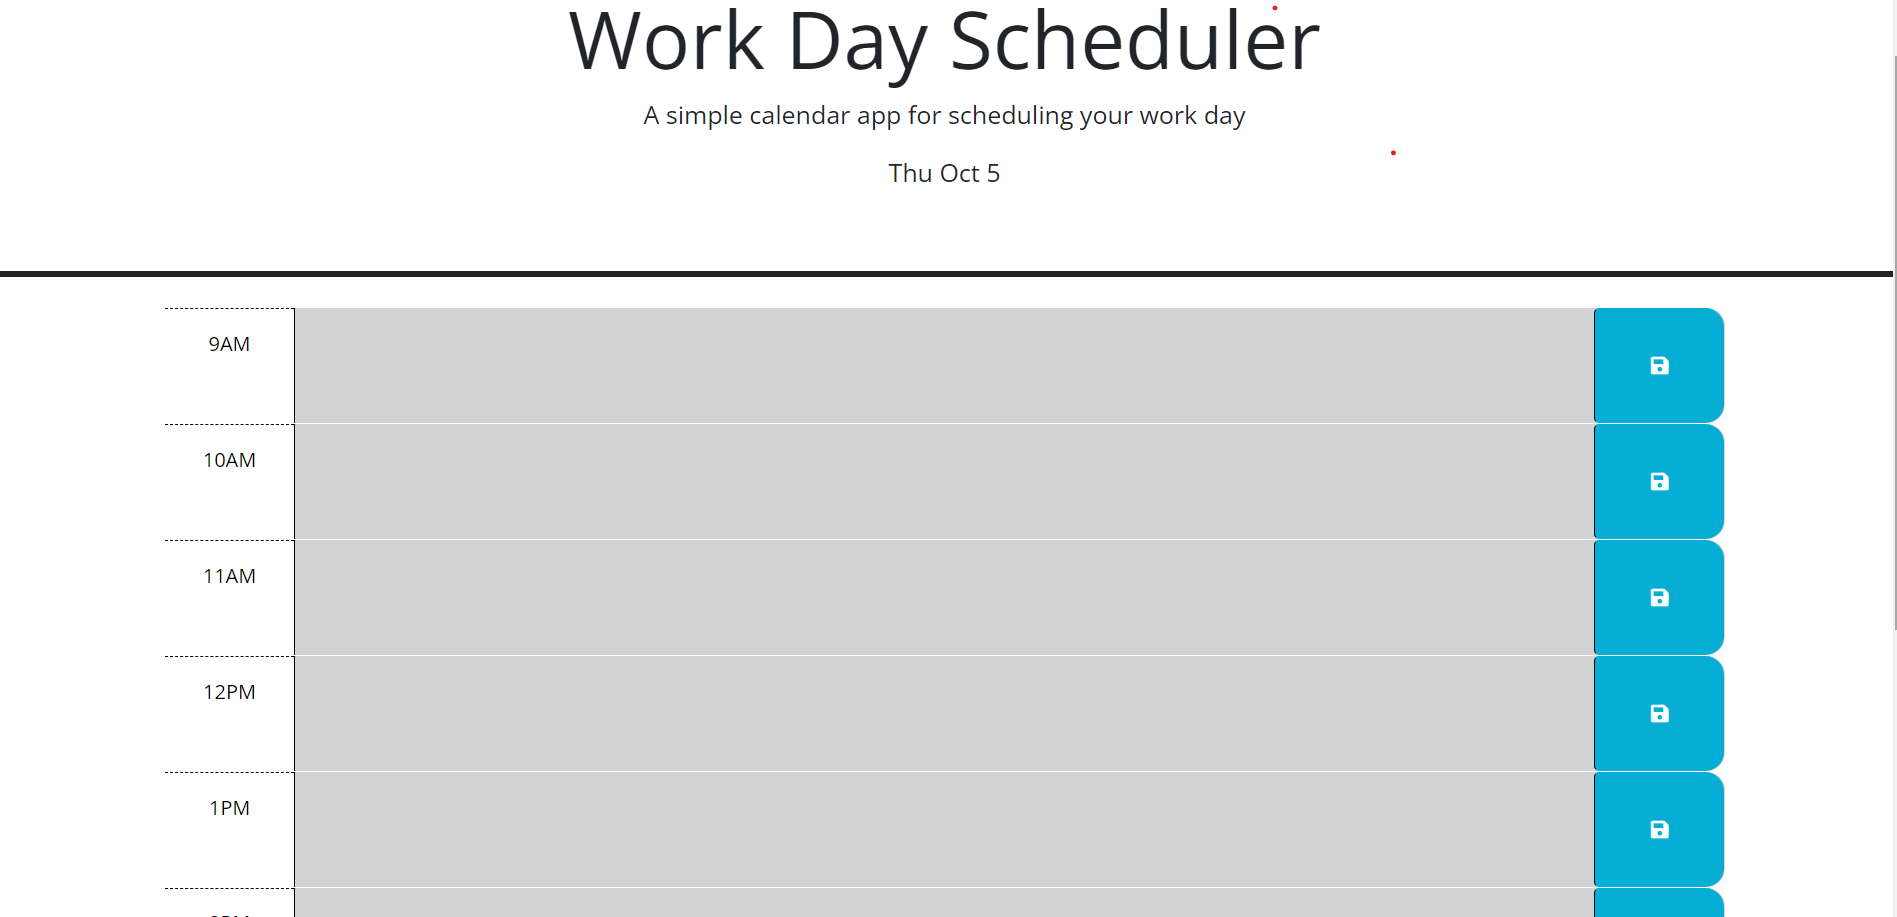 Work Day Scheduler
A simple calendar app for scheduling your work day
Thu Oct 5
9AM
10AM
11AM
12PM
1PM